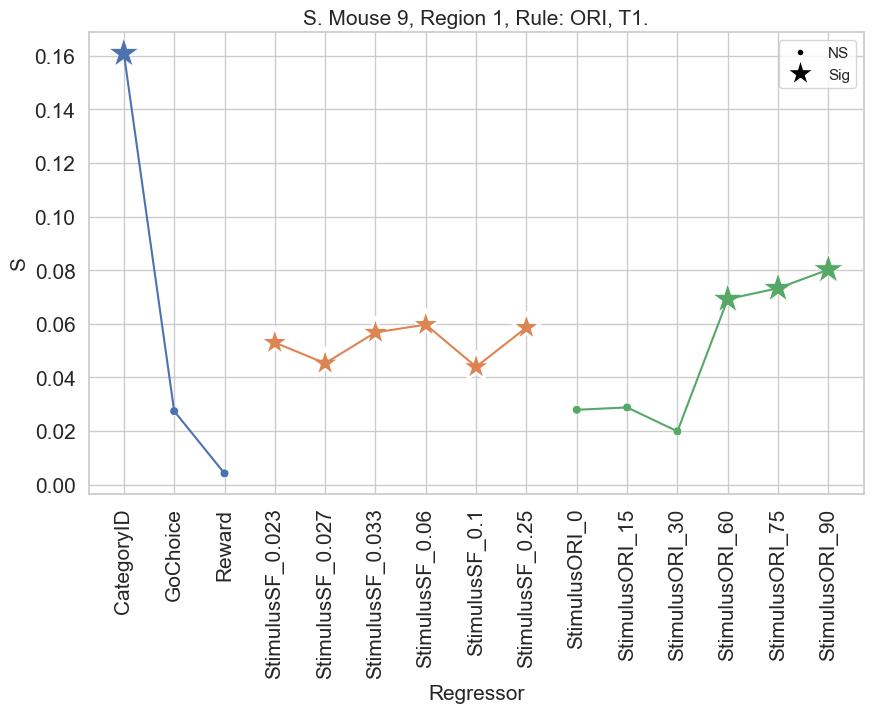 S. Mouse 9, Region 1, Rule: ORI, T1.
NS
Sig
S
0.16
0.14
0.12
0.10
0.08
0.06
0.04
0.02
0.00
CategoryID
GoChoice
Reward
StimulusSF_0.023
StimulusSF_0.027
StimulusSF_0.033
StimulusSF_0.06
StimulusSF_0.1
StimulusSF_0.25
StimulusORI_0
StimulusORI_15
StimulusORI_30
StimulusORI_60
StimulusORI_75
StimulusORI_90
Regressor